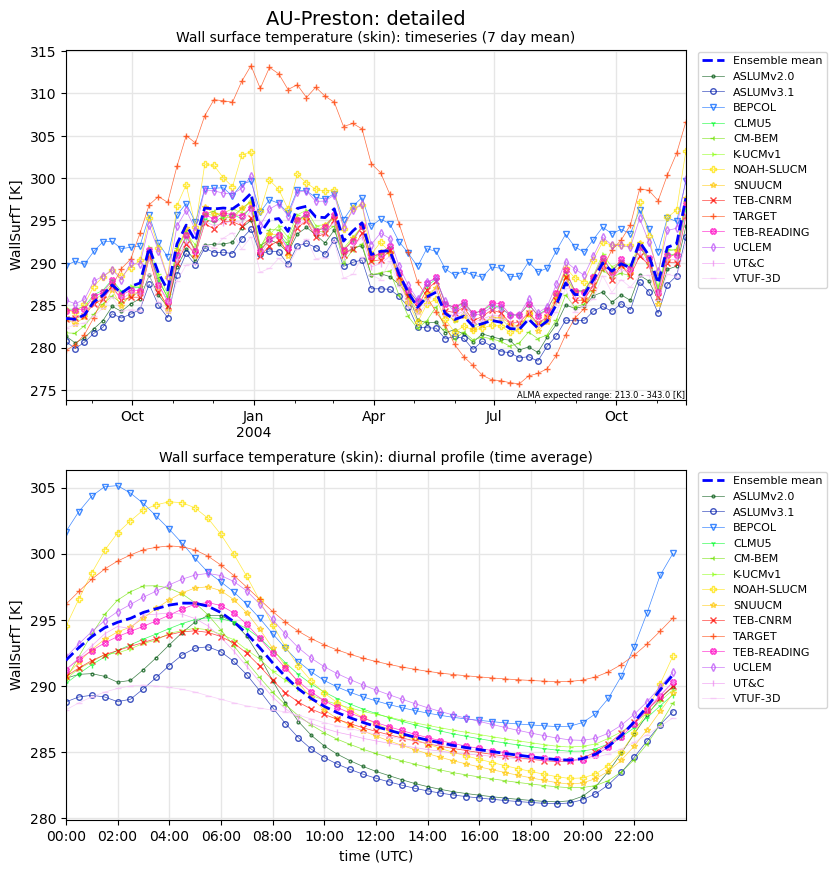 AU-Preston: detailed
Wall surface temperature (skin): timeseries (7 day mean)
WallSurfT [K]
315
310
305
300
295
290
285
280
275
Oct
Jan
2004
Apr
Jul
Oct
ALMA expected range: 213.0 - 343.0 [K]
Ensemble mean
ASLUMv2.0
ASLUMv3.1
BEPCOL
CLMU5
CM-BEM
K-UCMv1
NOAH-SLUCM
SNUUCM
TEB-CNRM
TARGET
TEB-READING
UCLEM
UT&C
VTUF-3D
Wall surface temperature (skin): diurnal profile (time average)
WallSurfT [K]
305
300
295
290
285
280
00:00
02:00
04:00
06:00
08:00
10:00
12:00
14:00
16:00
18:00
20:00
22:00
time (UTC)
Ensemble mean
ASLUMv2.0
ASLUMv3.1
BEPCOL
CLMU5
CM-BEM
K-UCMv1
NOAH-SLUCM
SNUUCM
TEB-CNRM
TARGET
TEB-READING
UCLEM
UT&C
VTUF-3D